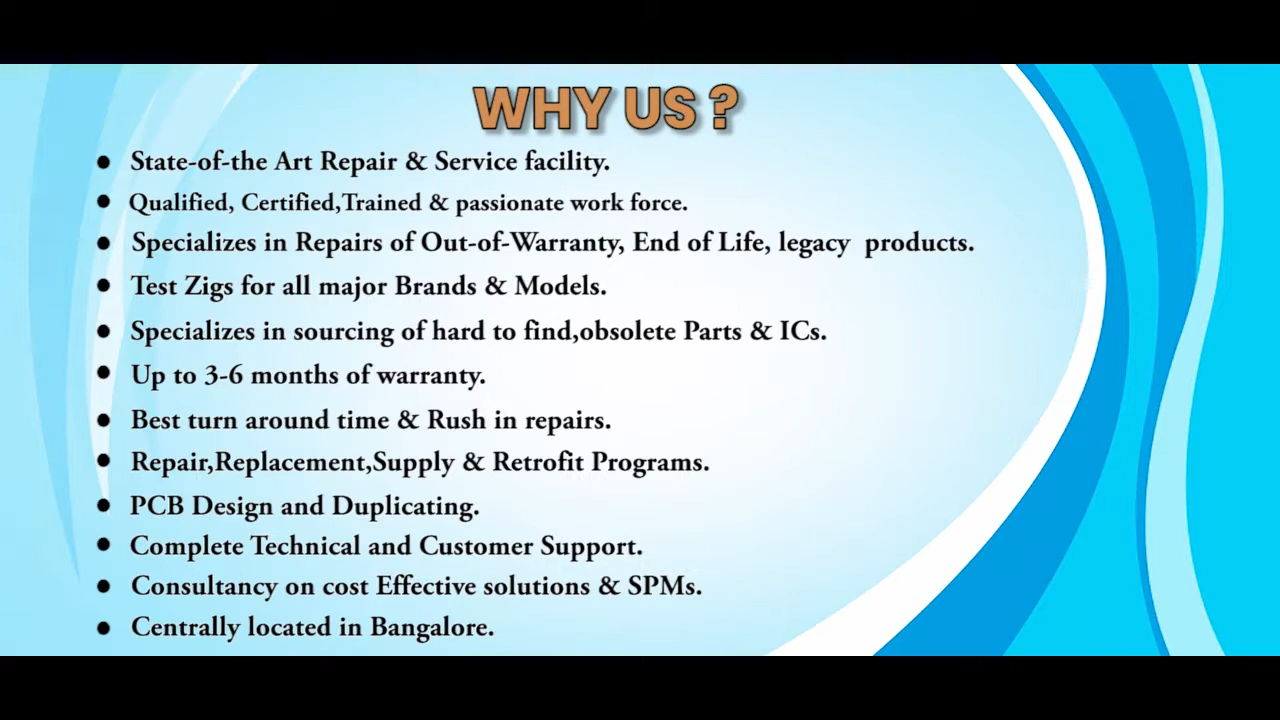 WHY US ?
• State-of-the Art Repair & Service facility.
• Qualified, Certified,Trained & passionate work force.
• Specializes in Repairs of Out-of-Warranty, End of Life, legacy  products.
• Test Zigs for all major Brands & Models.
• Specializes in sourcing of hard to find,obsolete Parts & ICs.
• Up to 3-6 months of warranty.
• Best turn around time & Rush in repairs.
• Repair,Replacement,Supply & Retrofit Programs.
• PCB Design and Duplicating.
• Complete Technical and Customer Support.
• Consultancy on cost Effective solutions & SPMs.
• Centrally located in Bangalore.